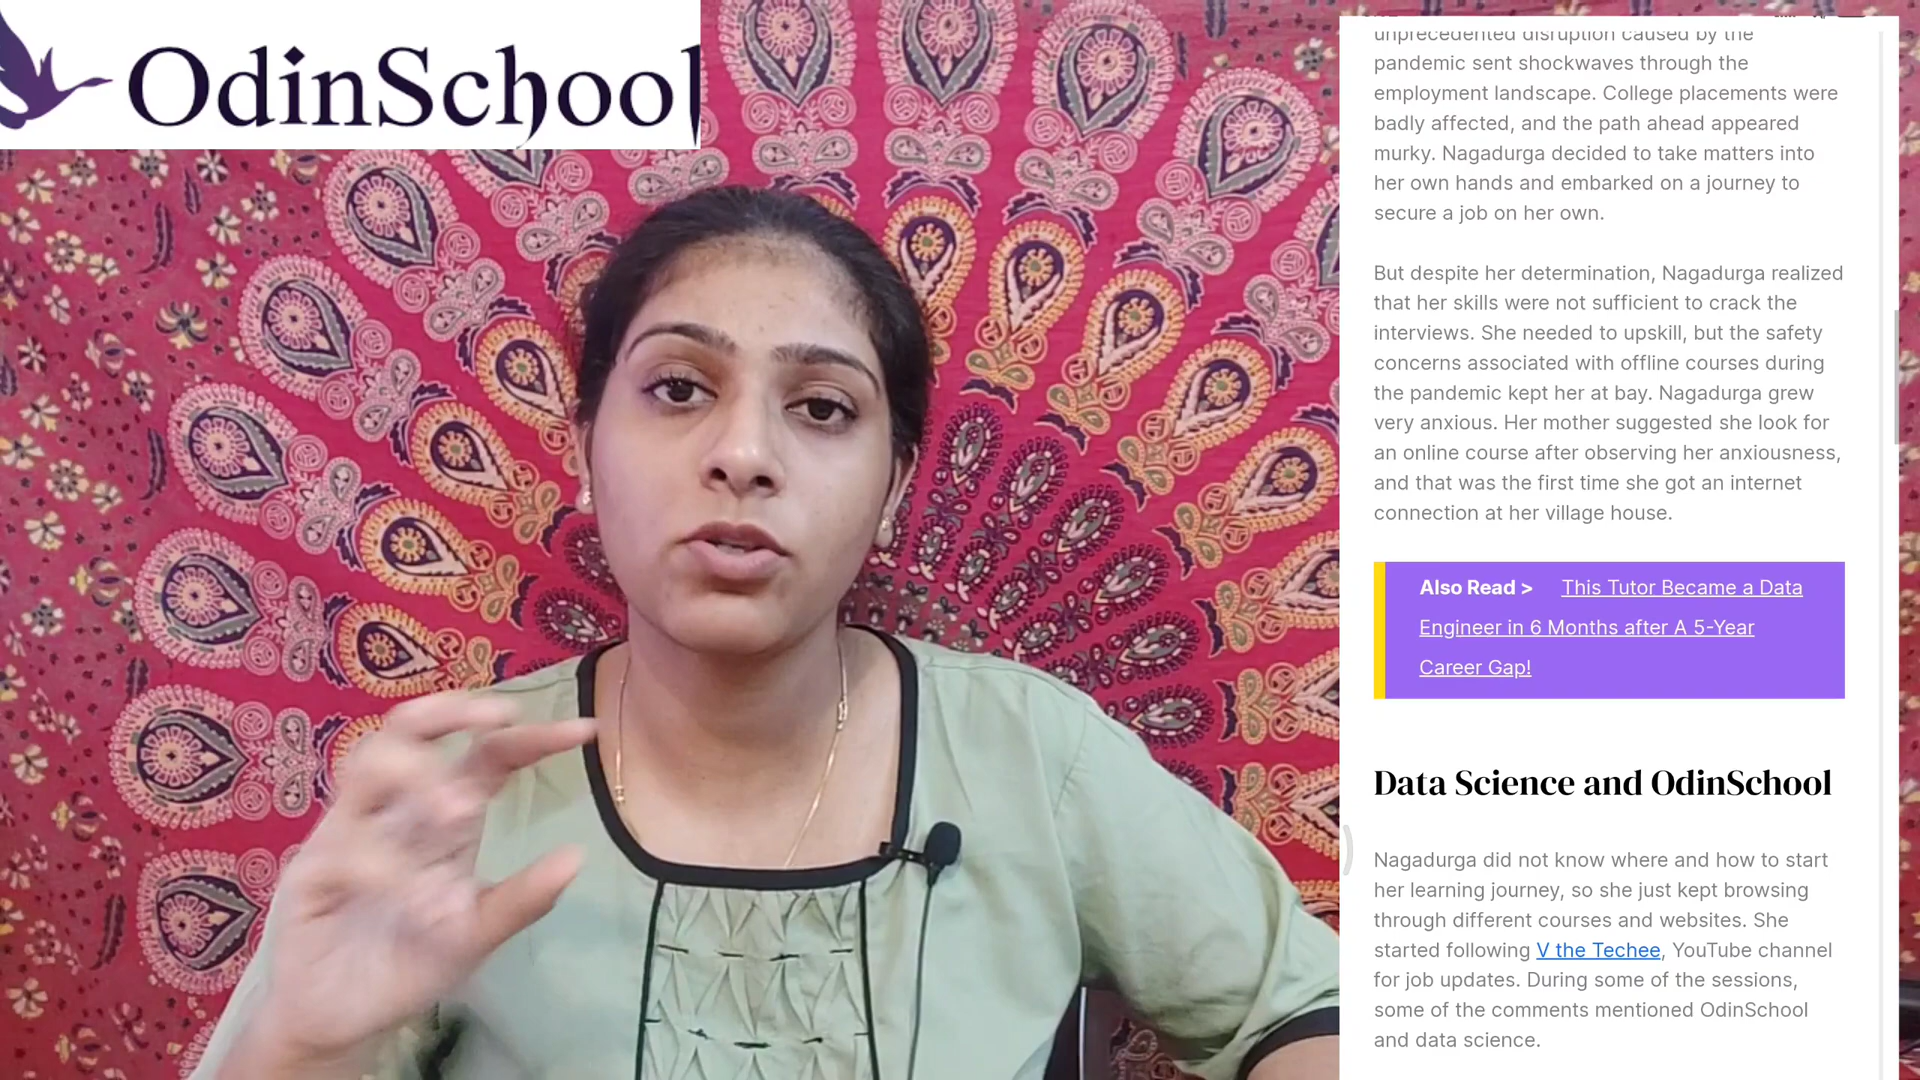 OdinSchool
unprecedented disruption caused by the
pandemic sent shockwaves through the
employment landscape. College placements were
badly affected, and the path ahead appeared
murky. Nagadurga decided to take matters into
her own hands and embarked on a journey to
secure a job on her own.
But despite her determination, Nagadurga realized
that her skills were not sufficient to crack the
interviews. She needed to upskill, but the safety
concerns associated with offline courses during
the pandemic kept her at bay. Nagadurga grew
very anxious. Her mother suggested she look for
an online course after observing her anxiousness,
and that was the first time she got an internet
connection at her village house.
Also Read > This Tutor Became a Data
Engineer in 6 Months after A 5-Year
Career Gap!
Data Science and OdinSchool
Nagadurga did not know where and how to start
her learning journey, so she just kept browsing
through different courses and websites. She
started following V the Techee, YouTube channel
for job updates. During some of the sessions,
some of the comments mentioned OdinSchool
and data science.